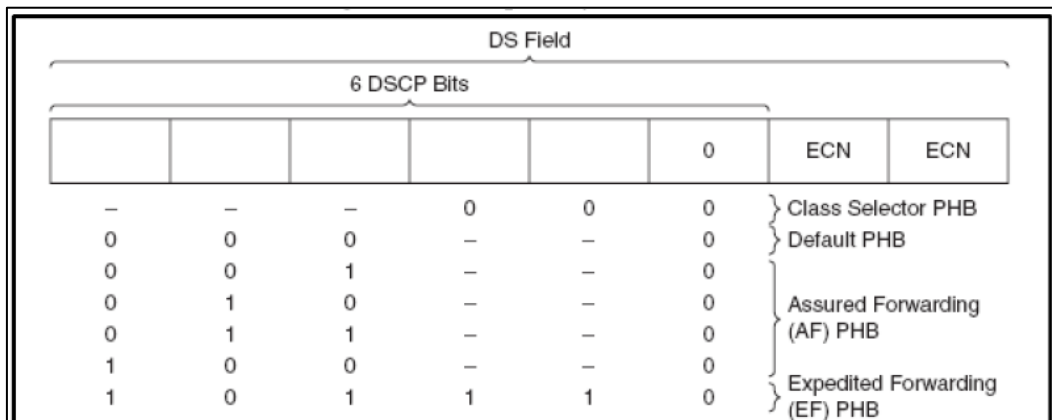 DS Field
6 DSCP Bits
0 ECN ECN
– – – 0 0 0 Class Selector PHB
0 0 0 – – 0 Default PHB
0 0 1 – – 0
0 1 0 – – 0 Assured Forwarding
0 1 1 – – 0 (AF) PHB
1 0 0 – – 0
1 0 1 1 1 0 Expedited Forwarding
(EF) PHB